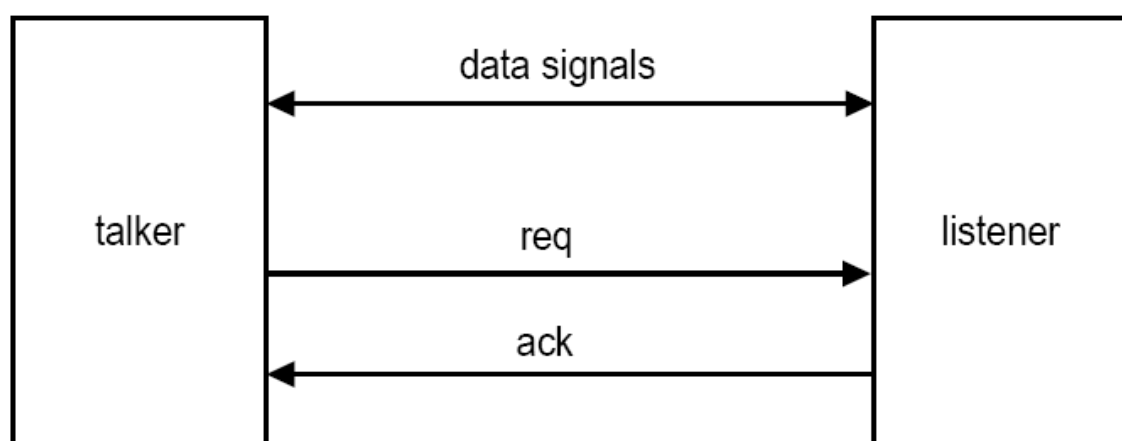 data signals
talker
req
listener
ack